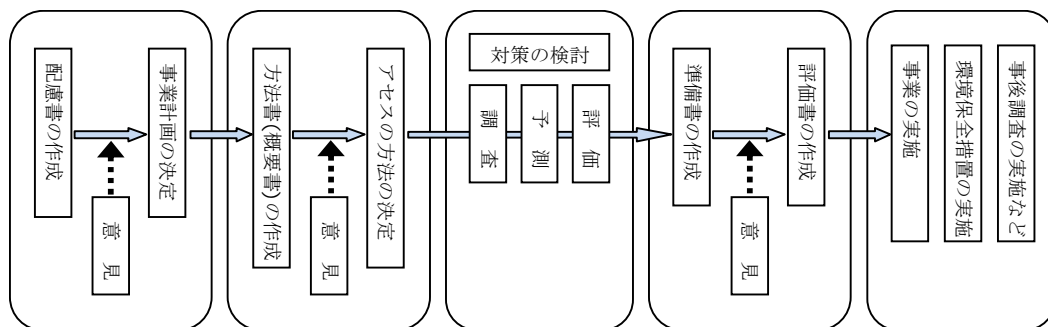 配慮書の作成
意 見
事業計画の決定
方法書(概要書)の作成
意 見
アセスの方法の決定
対策の検討
調 査
予 測
評 価
準備書の作成
意 見
評価書の作成
事業の実施
環境保全措置の実施
事後調査の実施など